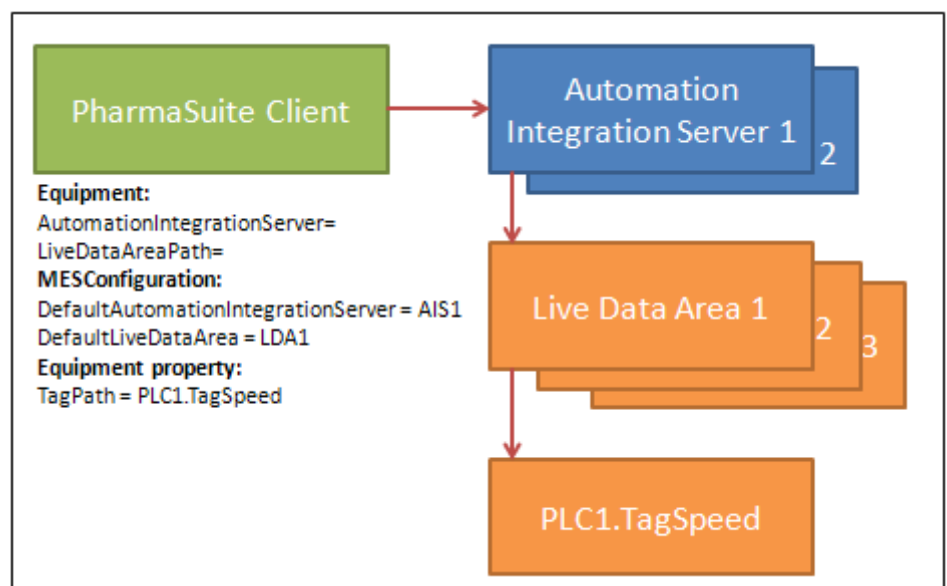 PharmaSuite Client
Automation
Integration Server 1
2
Equipment:
AutomationIntegrationServer=
LiveDataAreaPath=
MESConfiguration:
DefaultAutomationIntegrationServer = AIS1
DefaultLiveDataArea = LDA1
Equipment property:
TagPath = PLC1.TagSpeed
Live Data Area 1
2
3
PLC1.TagSpeed